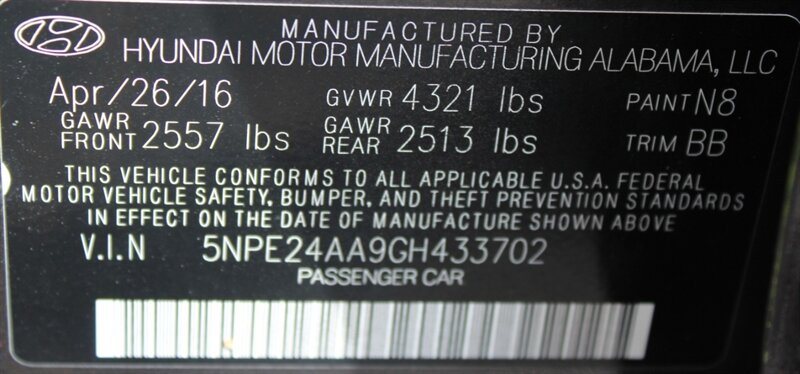 MANUFACTURED BY
HYUNDAI MOTOR MANUFACTURING ALABAMA, LLC
Apr/26/16 GVWR 4321 lbs PAINT N8
GAWR FRONT 2557 lbs GAWR REAR 2513 lbs TRIM BB
THIS VEHICLE CONFORMS TO ALL APPLICABLE U.S.A. FEDERAL
MOTOR VEHICLE SAFETY, BUMPER, AND THEFT PREVENTION STANDARDS
IN EFFECT ON THE DATE OF MANUFACTURE SHOWN ABOVE
V.I.N 5NPE24AA9GH433702
PASSENGER CAR